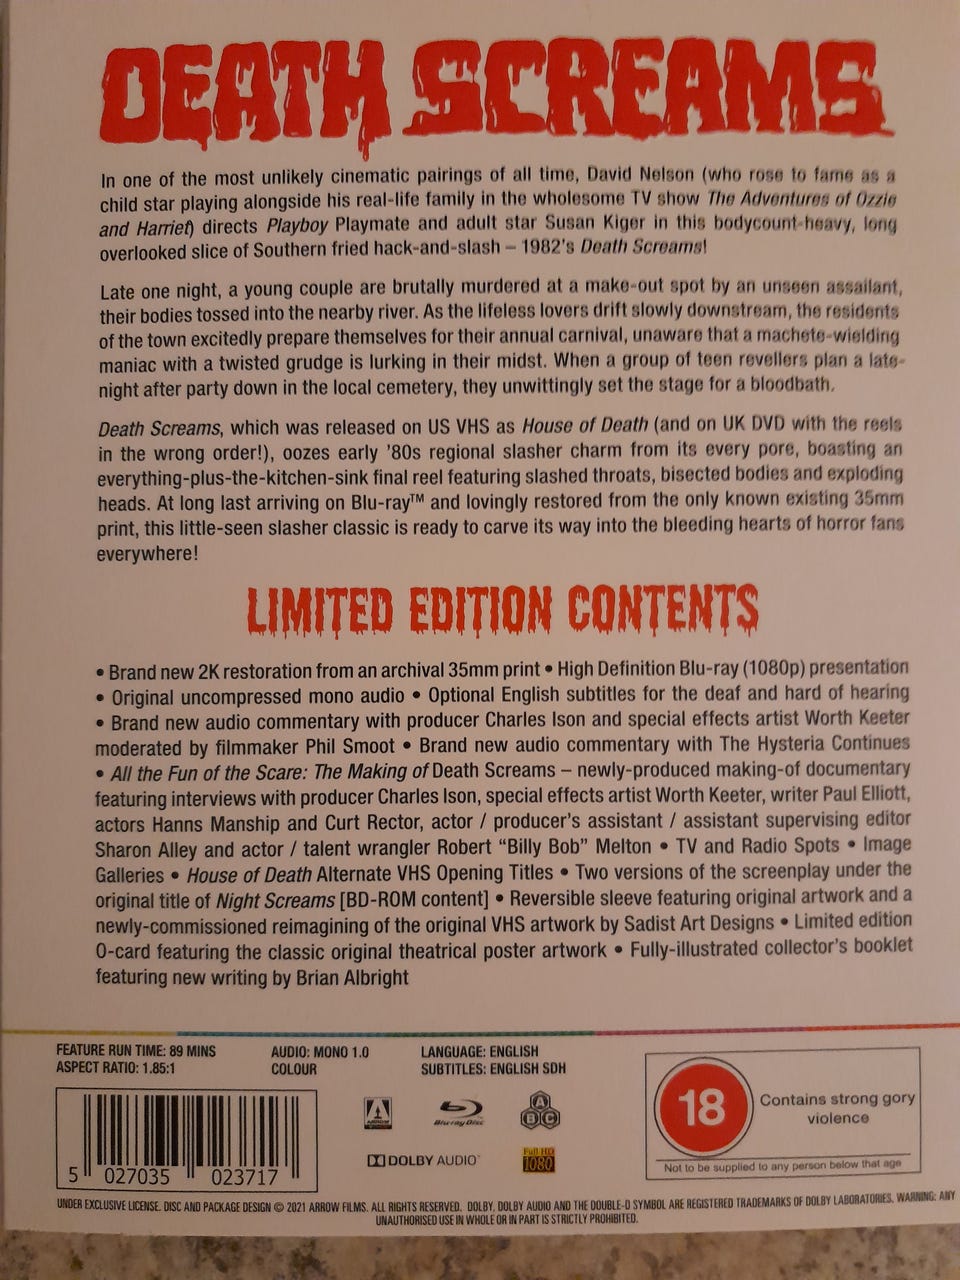 DEATH SCREAMS
In one of the most unlikely cinematic pairings of all time, David Nelson (who rose to fame as a
child star playing alongside his real-life family in the wholesome TV show The Adventures of Ozzie
and Harriet) directs Playboy Playmate and adult star Susan Kiger in this bodycount-heavy, long
overlooked slice of Southern fried hack-and-slash – 1982's Death Screams!
Late one night, a young couple are brutally murdered at a make-out spot by an unseen assailant,
their bodies tossed into the nearby river. As the lifeless lovers drift slowly downstream, the residents
of the town excitedly prepare themselves for their annual carnival, unaware that a machete-wielding
maniac with a twisted grudge is lurking in their midst. When a group of teen revellers plan a late-
night after party down in the local cemetery, they unwittingly set the stage for a bloodbath.
Death Screams, which was released on US VHS as House of Death (and on UK DVD with the reels
in the wrong order!), oozes early '80s regional slasher charm from its every pore, boasting an
everything-plus-the-kitchen-sink final reel featuring slashed throats, bisected bodies and exploding
heads. At long last arriving on Blu-ray™ and lovingly restored from the only known existing 35mm
print, this little-seen slasher classic is ready to carve its way into the bleeding hearts of horror fans
everywhere!
LIMITED EDITION CONTENTS
• Brand new 2K restoration from an archival 35mm print • High Definition Blu-ray (1080p) presentation
• Original uncompressed mono audio • Optional English subtitles for the deaf and hard of hearing
• Brand new audio commentary with producer Charles Ison and special effects artist Worth Keeter
moderated by filmmaker Phil Smoot • Brand new audio commentary with The Hysteria Continues
• All the Fun of the Scare: The Making of Death Screams – newly-produced making-of documentary
featuring interviews with producer Charles Ison, special effects artist Worth Keeter, writer Paul Elliott,
actors Hanns Manship and Curt Rector, actor / producer's assistant / assistant supervising editor
Sharon Alley and actor / talent wrangler Robert "Billy Bob" Melton • TV and Radio Spots • Image
Galleries • House of Death Alternate VHS Opening Titles • Two versions of the screenplay under the
original title of Night Screams [BD-ROM content] • Reversible sleeve featuring original artwork and a
newly-commissioned reimagining of the original VHS artwork by Sadist Art Designs • Limited edition
O-card featuring the classic original theatrical poster artwork • Fully-illustrated collector's booklet
featuring new writing by Brian Albright
FEATURE RUN TIME: 89 MINS
ASPECT RATIO: 1.85:1
AUDIO: MONO 1.0
COLOUR
LANGUAGE: ENGLISH
SUBTITLES: ENGLISH SDH
5 027035 023717
ARROW
Blu-ray Disc
A B C
DOLBY AUDIO™
Full HD
1080
18
Contains strong gory
violence
Not to be supplied to any person below that age
UNDER EXCLUSIVE LICENSE. DISC AND PACKAGE DESIGN © 2021 ARROW FILMS. ALL RIGHTS RESERVED. DOLBY, DOLBY AUDIO AND THE DOUBLE-D SYMBOL ARE REGISTERED TRADEMARKS OF DOLBY LABORATORIES. WARNING: ANY
UNAUTHORISED USE IN WHOLE OR IN PART IS STRICTLY PROHIBITED.